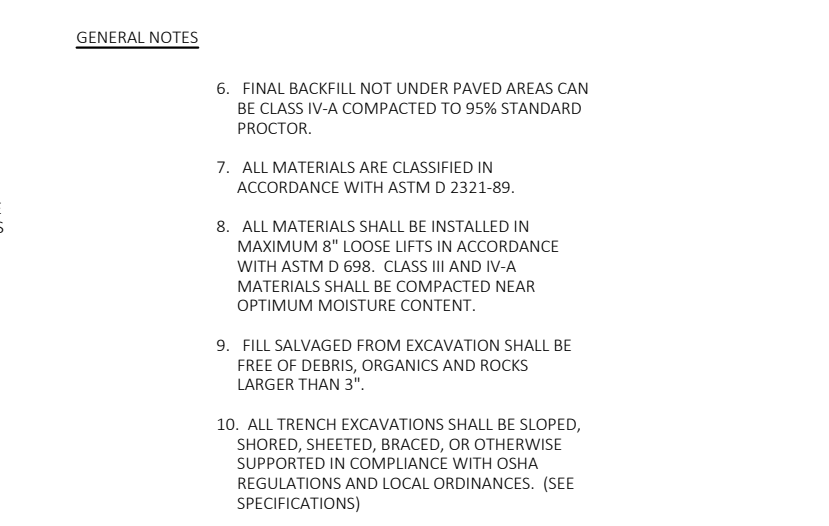 GENERAL NOTES
6. FINAL BACKFILL NOT UNDER PAVED AREAS CAN
BE CLASS IV-A COMPACTED TO 95% STANDARD
PROCTOR.
7. ALL MATERIALS ARE CLASSIFIED IN
ACCORDANCE WITH ASTM D 2321-89.
8. ALL MATERIALS SHALL BE INSTALLED IN
MAXIMUM 8" LOOSE LIFTS IN ACCORDANCE
WITH ASTM D 698. CLASS III AND IV-A
MATERIALS SHALL BE COMPACTED NEAR
OPTIMUM MOISTURE CONTENT.
9. FILL SALVAGED FROM EXCAVATION SHALL BE
FREE OF DEBRIS, ORGANICS AND ROCKS
LARGER THAN 3".
10. ALL TRENCH EXCAVATIONS SHALL BE SLOPED,
SHORED, SHEETED, BRACED, OR OTHERWISE
SUPPORTED IN COMPLIANCE WITH OSHA
REGULATIONS AND LOCAL ORDINANCES. (SEE
SPECIFICATIONS)